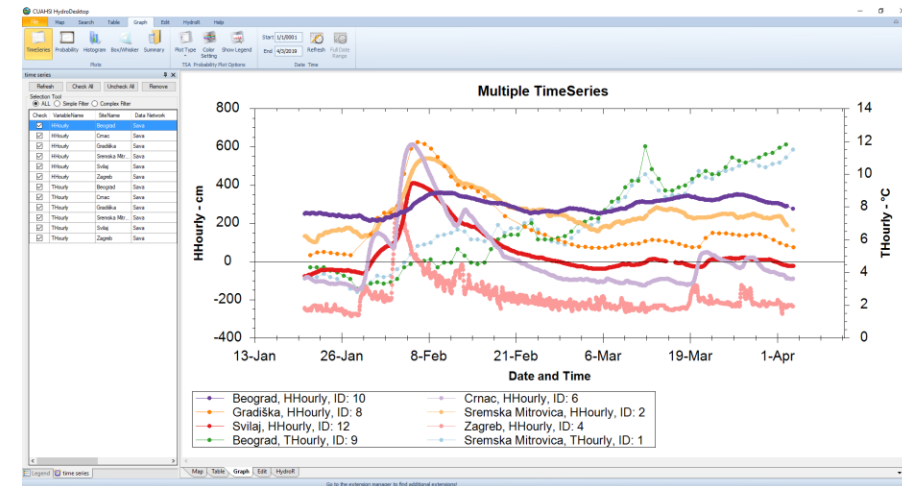 CUAHSI HydroDesktop
Map Search Table Graph Edit HydroR Help
TimeSeries Probability Histogram Box/Whisker Summary Plot Type Color Setting Show Legend Start 1/1/0001 End 4/5/2019 Refresh Full Date Range
Plots TSA Probability Plot Options Date Time
time series
Refresh Check All Uncheck All Remove
Selection Tool
ALL Simple Filter Complex Filter
Check VariableName SiteName Data Network
HHourly Beograd Sava
HHourly Crnac Sava
HHourly Gradiška Sava
HHourly Sremska Mitr... Sava
HHourly Svilaj Sava
HHourly Zagreb Sava
THourly Beograd Sava
THourly Crnac Sava
THourly Gradiška Sava
THourly Sremska Mitr... Sava
THourly Svilaj Sava
THourly Zagreb Sava
Multiple TimeSeries
800 14
600 12
400 10
200 8
0 6
-200 4
-400 2
0
HHourly - cm
THourly - °C
13-Jan 26-Jan 8-Feb 21-Feb 6-Mar 19-Mar 1-Apr
Date and Time
Beograd, HHourly, ID: 10 Crnac, HHourly, ID: 6
Gradiška, HHourly, ID: 8 Sremska Mitrovica, HHourly, ID: 2
Svilaj, HHourly, ID: 12 Zagreb, HHourly, ID: 4
Beograd, THourly, ID: 9 Sremska Mitrovica, THourly, ID: 1
Legend time series Map Table Graph Edit HydroR
Go to the extension manager to find additional extensions!